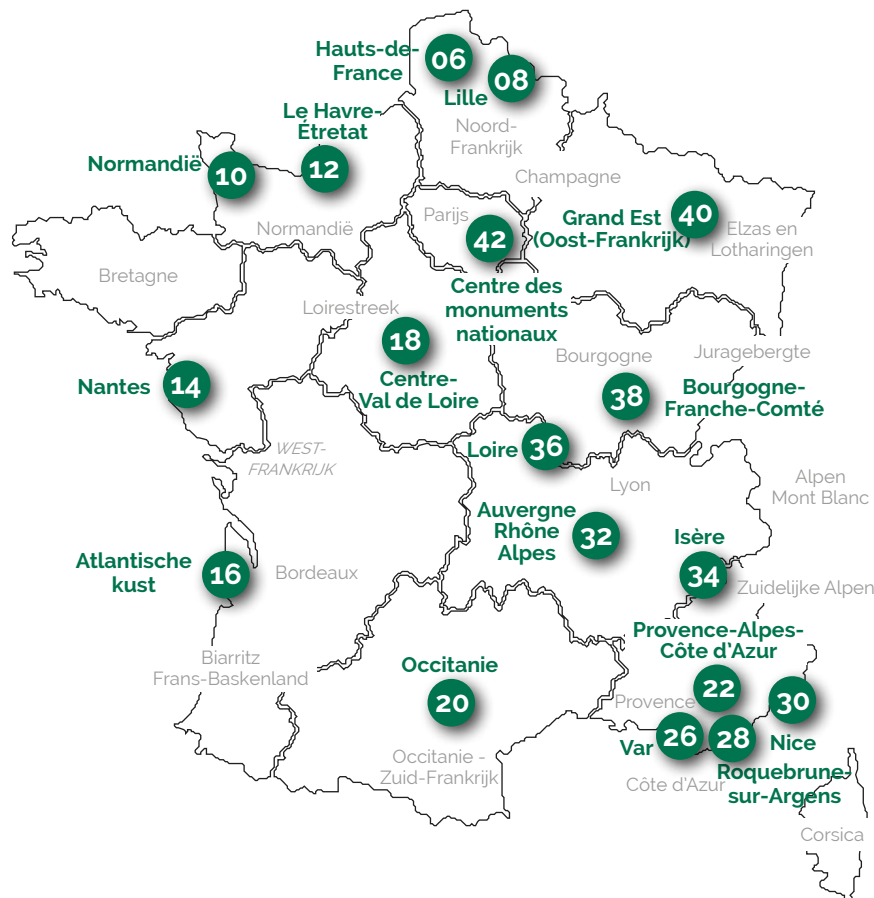 Hauts-de-
France
06
08
Lille
Noord-
Frankrijk
Le Havre-
Étretat
Normandië
10
12
Normandië
Champagne
Parijs
42
Grand Est
(Oost-Frankrijk)
40
Elzas en
Lotharingen
Bretagne
Centre des
monuments
nationaux
Loirestreek
18
Centre-
Val de Loire
Nantes
14
Bourgogne
Juragebergte
38
Bourgogne-
Franche-Comté
WEST-
FRANKRIJK
Loire
36
Lyon
Alpen
Mont Blanc
Auvergne
Rhône
Alpes
32
Isère
34
Zuidelijke Alpen
Atlantische
kust
16
Bordeaux
Biarritz
Frans-Baskenland
Occitanie
20
Occitanie -
Zuid-Frankrijk
Provence-Alpes-
Côte d'Azur
22
Provence
30
Nice
Var
26
28
Roquebrune-
sur-Argens
Côte d'Azur
Corsica